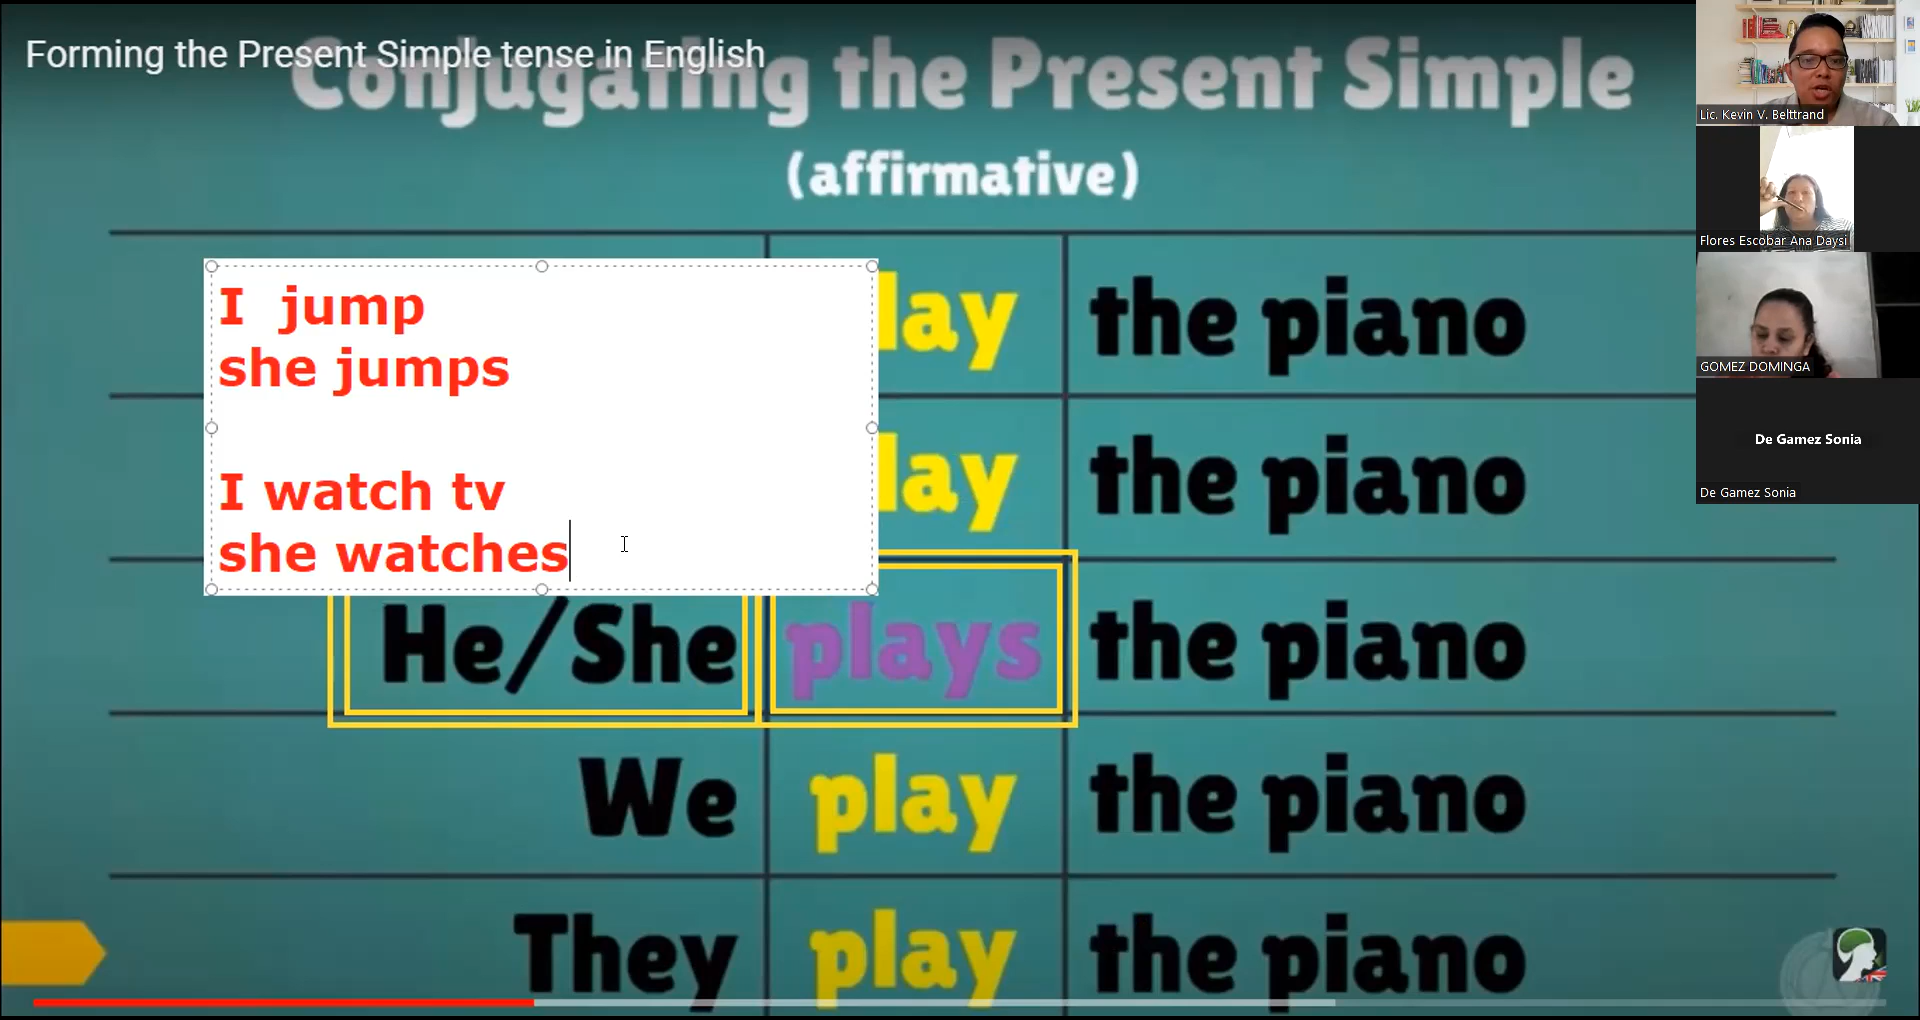 Forming the Present Simple tense in English
Conjugating the Present Simple
(affirmative)
I  jump
she jumps
I watch tv
she watches
lay the piano
lay the piano
He/She plays the piano
We play the piano
They play the piano
Lic. Kevin V. Belttrand
Flores Escobar Ana Daysi
GOMEZ DOMINGA
De Gamez Sonia
De Gamez Sonia